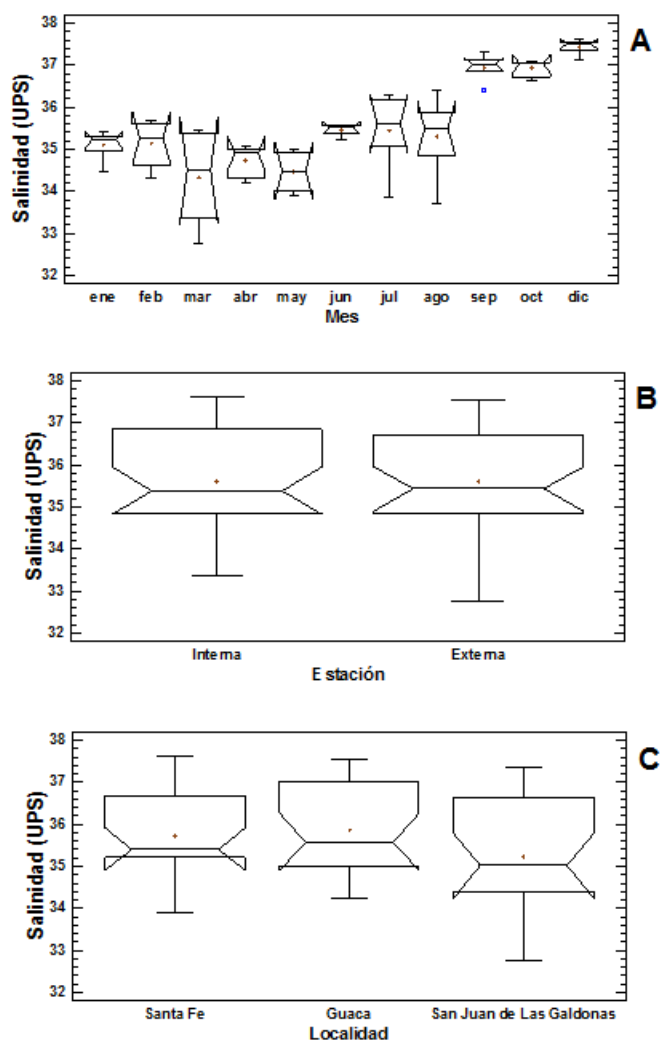 A
Salinidad (UPS)
38
37
36
35
34
33
32
ene feb mar abr may jun jul ago sep oct dic
Mes
B
Salinidad (UPS)
38
37
36
35
34
33
32
Interna Externa
Estación
C
Salinidad (UPS)
38
37
36
35
34
33
32
Santa Fe Guaca San Juan de Las Galdonas
Localidad